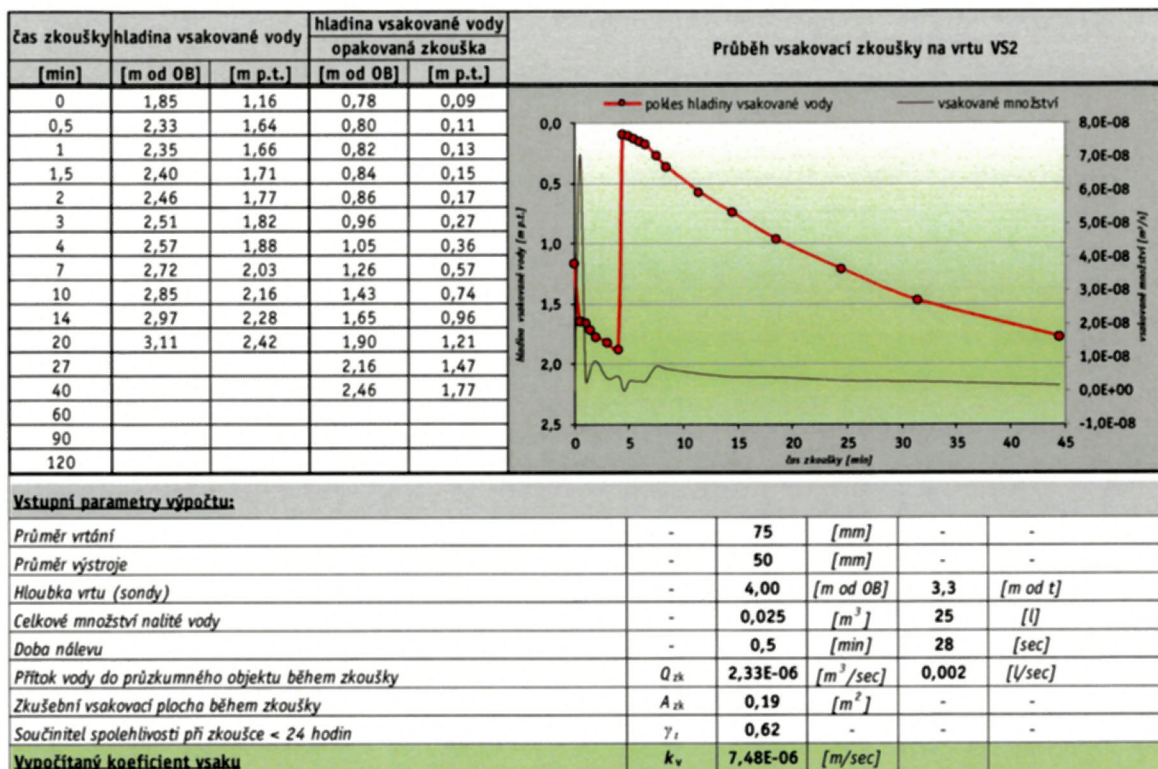 čas zkoušky hladina vsakované vody hladina vsakované vody Průběh vsakovací zkoušky na vrtu VS2
opakovaná zkouška
[min] [m od OB] [m p.t.] [m od OB] [m p.t.]
0 1,85 1,16 0,78 0,09
0,5 2,33 1,64 0,80 0,11
1 2,35 1,66 0,82 0,13
1,5 2,40 1,71 0,84 0,15
2 2,46 1,77 0,86 0,17
3 2,51 1,82 0,96 0,27
4 2,57 1,88 1,05 0,36
7 2,72 2,03 1,26 0,57
10 2,85 2,16 1,43 0,74
14 2,97 2,28 1,65 0,96
20 3,11 2,42 1,90 1,21
27 2,16 1,47
40 2,46 1,77
60
90
120
pokles hladiny vsakované vody vsakované množství
hladina vsakované vody [m p.t.]
0,0
0,5
1,0
1,5
2,0
2,5
0 5 10 15 20 25 30 35 40 45
čas zkoušky [min]
8,0E-08
7,0E-08
6,0E-08
5,0E-08
4,0E-08
3,0E-08
2,0E-08
1,0E-08
0,0E+00
-1,0E-08
vsakované množství [m³/s]
Vstupní parametry výpočtu:
Průměr vrtání - 75 [mm] - -
Průměr výstroje - 50 [mm] - -
Hloubka vrtu (sondy) - 4,00 [m od OB] 3,3 [m od t]
Celkové množství nalité vody - 0,025 [m³] 25 [l]
Doba nálevu - 0,5 [min] 28 [sec]
Přítok vody do průzkumného objektu během zkoušky Q zk 2,33E-06 [m³/sec] 0,002 [l/sec]
Zkušební vsakovací plocha během zkoušky A zk 0,19 [m²]
Součinitel spolehlivosti při zkoušce < 24 hodin γ t 0,62 - - -
Vypočítaný koeficient vsaku k v 7,48E-06 [m/sec]